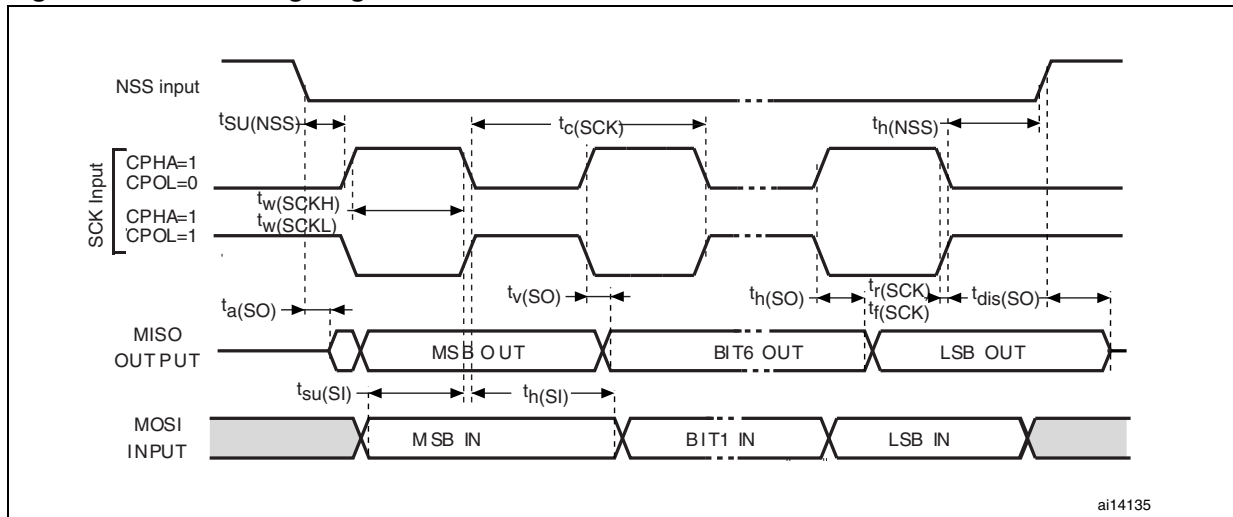 NSS input
tSU(NSS)
tc(SCK)
th(NSS)
SCK Input
CPHA=1
CPOL=0
tw(SCKH)
tw(SCKL)
CPHA=1
CPOL=1
ta(SO)
tv(SO)
th(SO)
tr(SCK)
tf(SCK)
tdis(SO)
MISO
OUTPUT
MSB OUT
BIT6 OUT
LSB OUT
tsu(SI)
th(SI)
MOSI
INPUT
MSB IN
BIT1 IN
LSB IN
ai14135